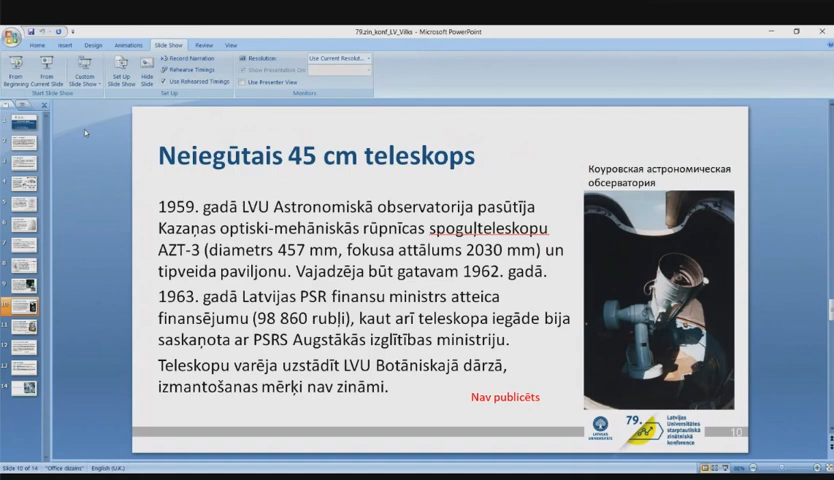 79.zin_konf_LV_Vilks - Microsoft PowerPoint
Home Insert Design Animations Slide Show Review View
From Beginning
From Current Slide
Custom Slide Show
Set Up Slide Show
Hide Slide
Record Narration
Rehearse Timings
Use Rehearsed Timings
Resolution: Use Current Resol...
Show Presentation On:
Use Presenter View
Start Slide Show
Set Up
Monitors
Neiegūtais 45 cm teleskops
1959. gadā LVU Astronomiskā observatorija pasūtīja
Kazaņas optiski-mehāniskās rūpnīcas spoguļteleskopu
AZT-3 (diametrs 457 mm, fokusa attālums 2030 mm) un
tipveida paviljonu. Vajadzēja būt gatavam 1962. gadā.
1963. gadā Latvijas PSR finansu ministrs atteica
finansējumu (98 860 rubļi), kaut arī teleskopa iegāde bija
saskaņota ar PSRS Augstākās izglītības ministriju.
Teleskopu varēja uzstādīt LVU Botāniskajā dārzā,
izmantošanas mērķi nav zināmi.
Nav publicēts
Коуровская астрономическая
обсерватория
LATVIJAS
UNIVERSITĀTE
79.
Latvijas
Universitātes
starptautiskā
zinātniskā
konference
10
Slide 10 of 14 "Office dizains" English (U.K.)